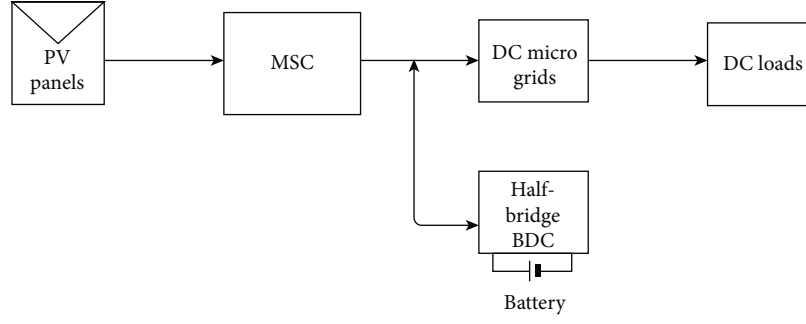 PV
panels
MSC
DC micro
grids
DC loads
Half-
bridge
BDC
Battery